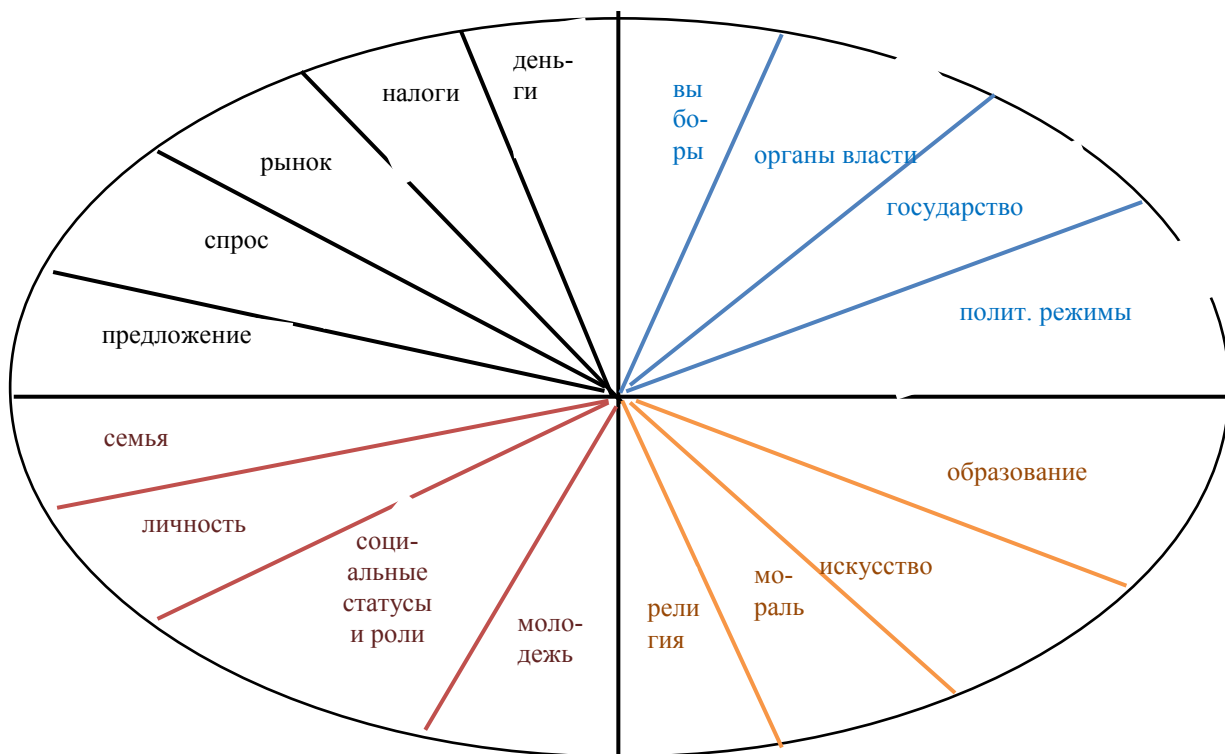 день-
ги
налоги
рынок
спрос
предложение
вы
бо-
ры
органы власти
государство
полит. режимы
семья
личность
соци-
альные
статусы
и роли
моло-
дежь
рели
гия
мо-
раль
искусство
образование